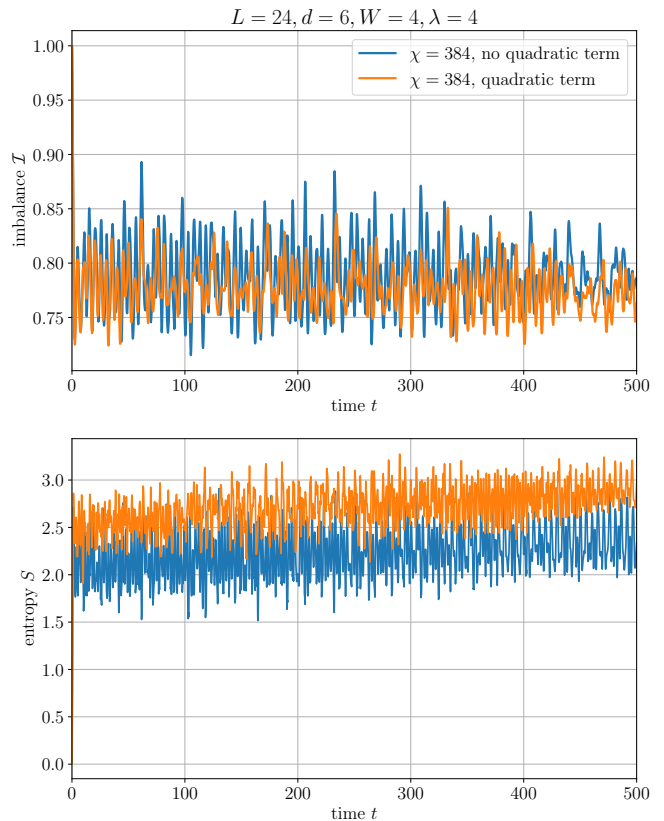 L = 24, d = 6, W = 4, λ = 4
1.00
0.95
0.90
0.85
0.80
0.75
imbalance ℐ
χ = 384, no quadratic term
χ = 384, quadratic term
0 100 200 300 400 500
time t
3.0
2.5
2.0
1.5
1.0
0.5
0.0
entropy S
0 100 200 300 400 500
time t